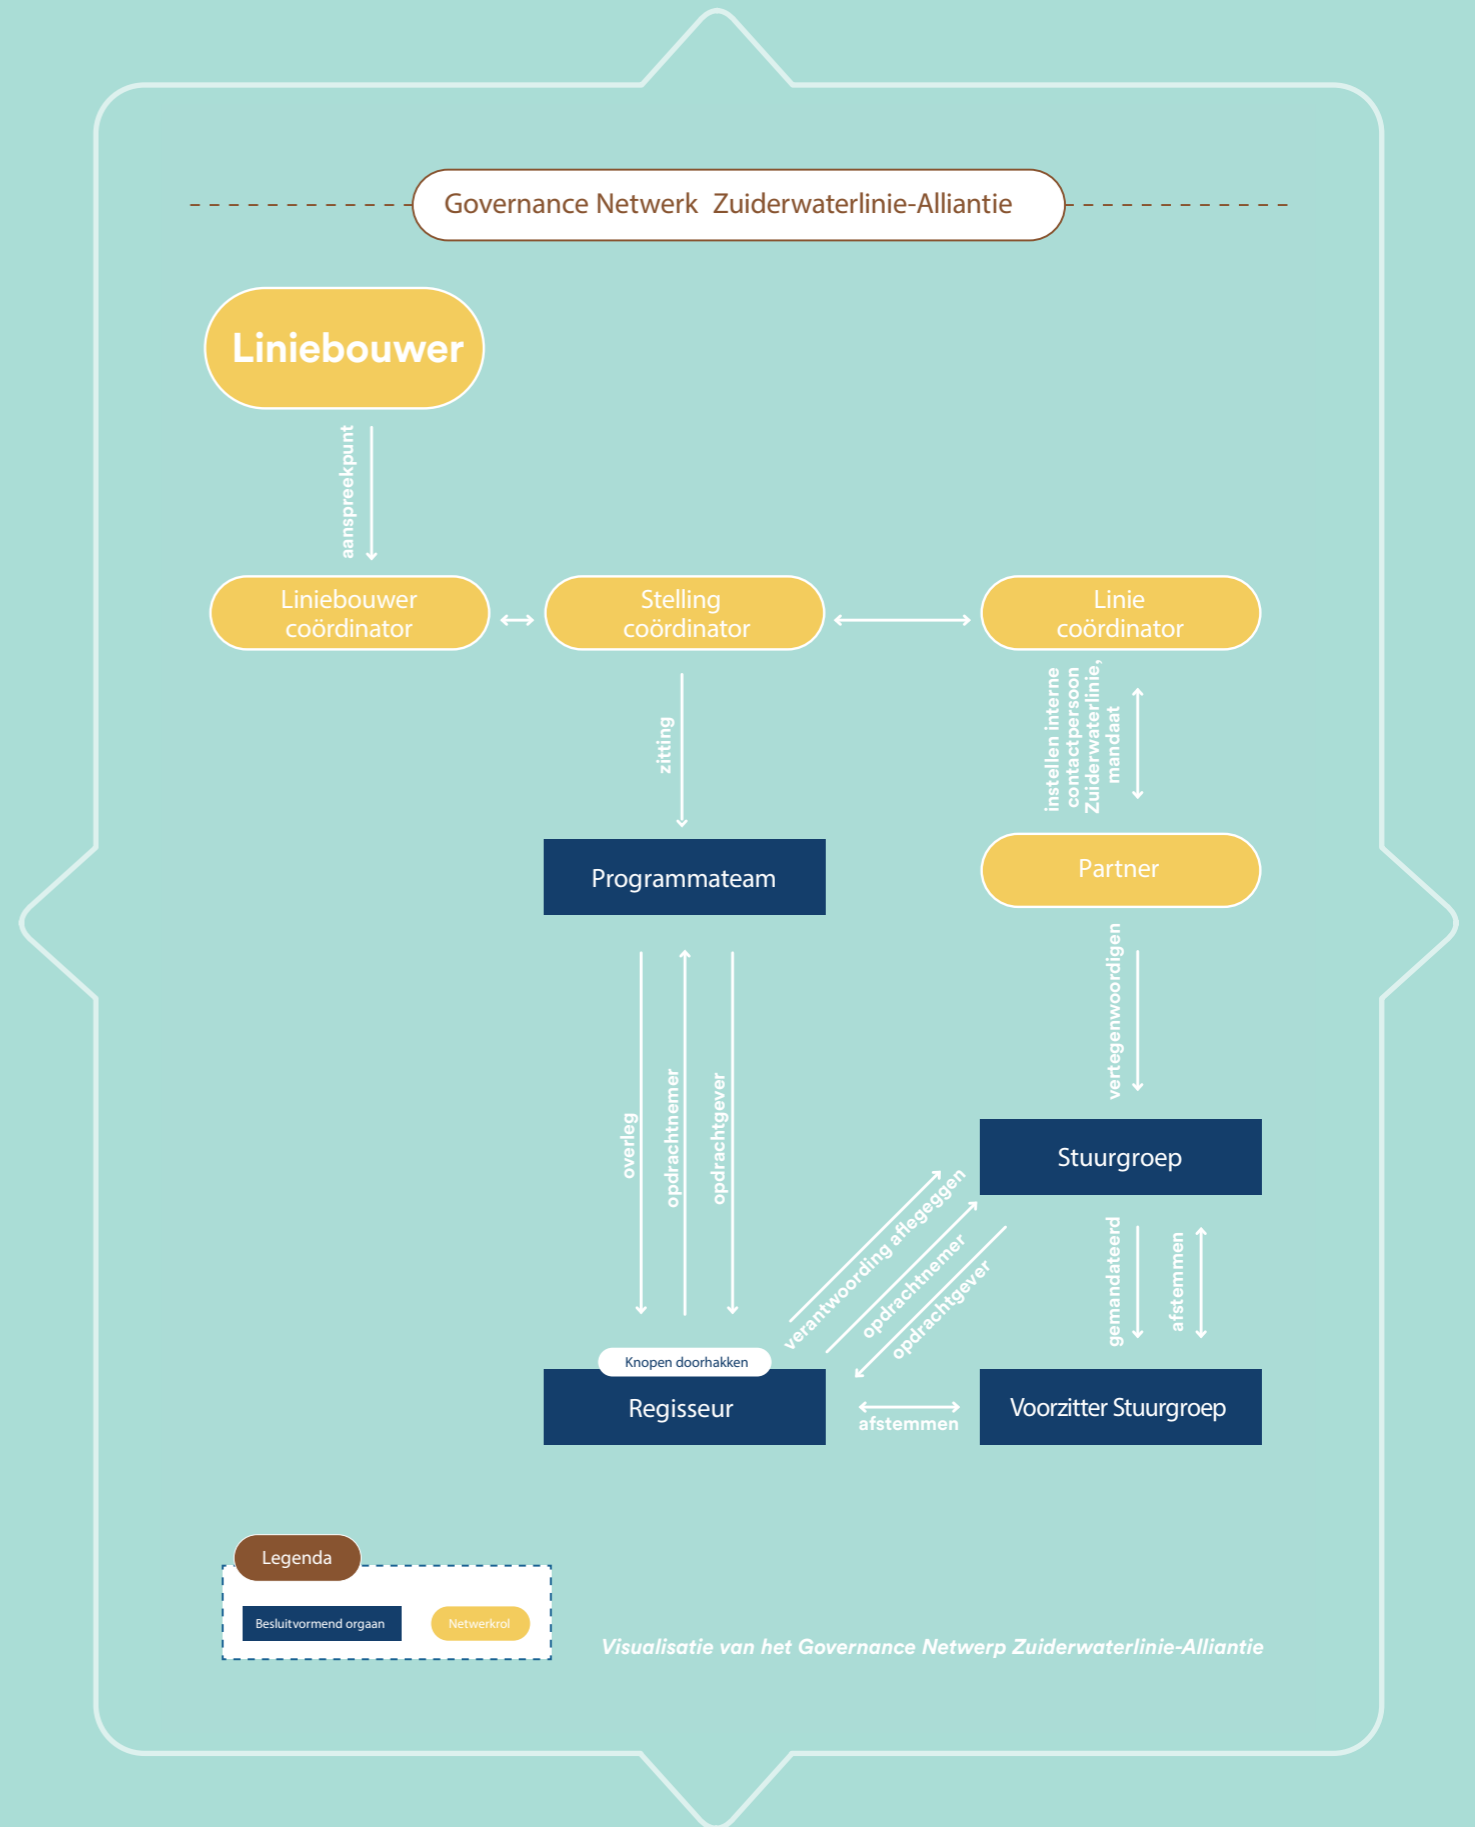 Governance Netwerk Zuiderwaterlinie-Alliantie
Liniebouwer
aanspreekpunt
Liniebouwer
coördinator
Stelling
coördinator
Linie
coördinator
zitting
instellen interne
contactpersoon
Zuiderwaterlinie,
mandaat
Programmateam
Partner
vertegenwoordigen
overleg
opdrachtnemer
opdrachtgever
Stuurgroep
verantwoording aflegeggen
opdrachtnemer
opdrachtgever
gemandateerd
afstemmen
Knopen doorhakken
Regisseur
afstemmen
Voorzitter Stuurgroep
Legenda
Besluitvormend orgaan
Netwerkrol
Visualisatie van het Governance Netwerp Zuiderwaterlinie-Alliantie